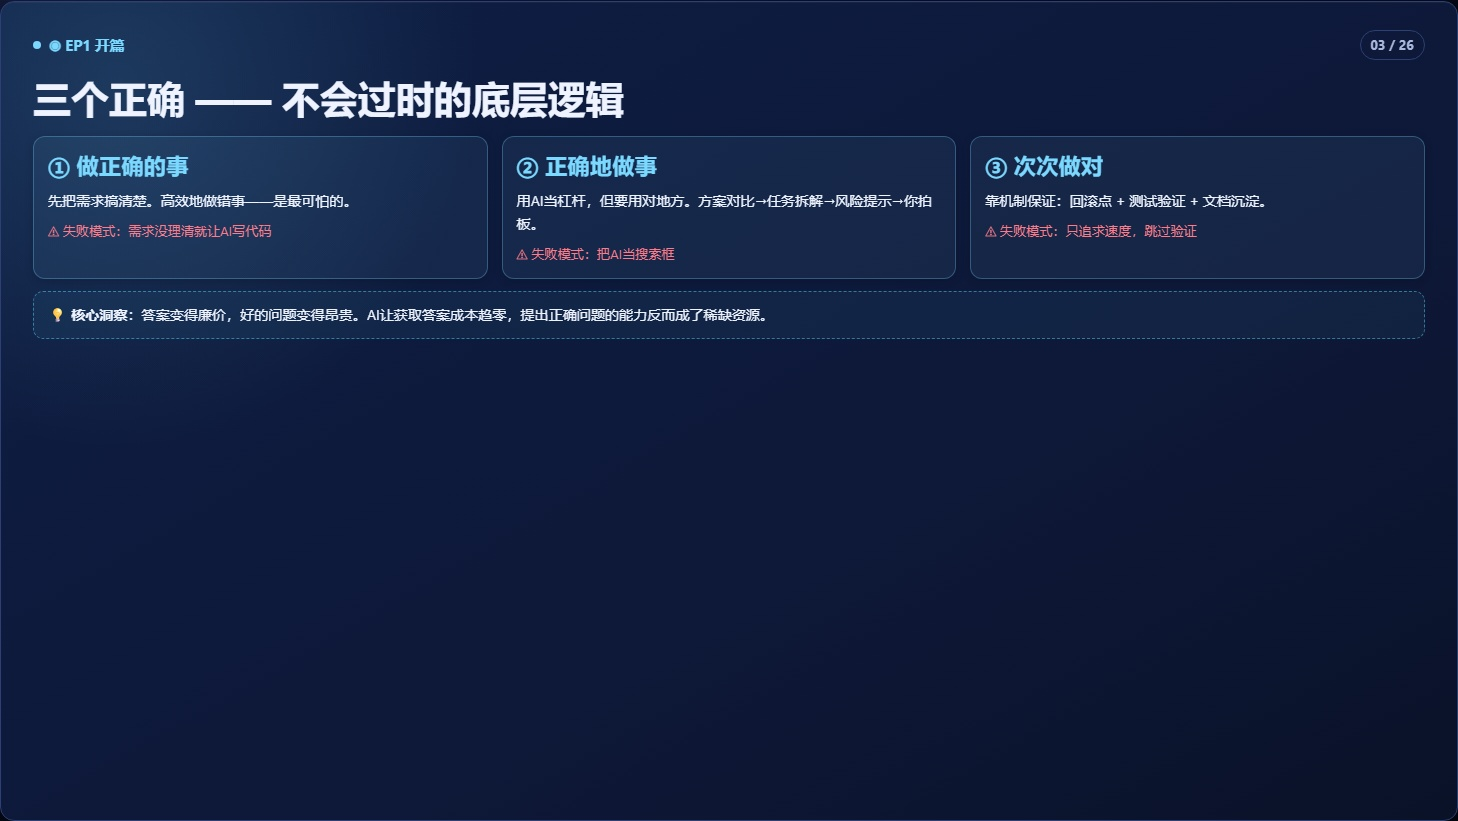 ◉ EP1 开篇
03 / 26
三个正确 —— 不会过时的底层逻辑
① 做正确的事
先把需求搞清楚。高效地做错事——是最可怕的。
⚠ 失败模式：需求没理清就让AI写代码
② 正确地做事
用AI当杠杆，但要用对地方。方案对比→任务拆解→风险提示→你拍
板。
⚠ 失败模式：把AI当搜索框
③ 次次做对
靠机制保证：回滚点 + 测试验证 + 文档沉淀。
⚠ 失败模式：只追求速度，跳过验证
💡 核心洞察：答案变得廉价，好的问题变得昂贵。AI让获取答案成本趋零，提出正确问题的能力反而成了稀缺资源。